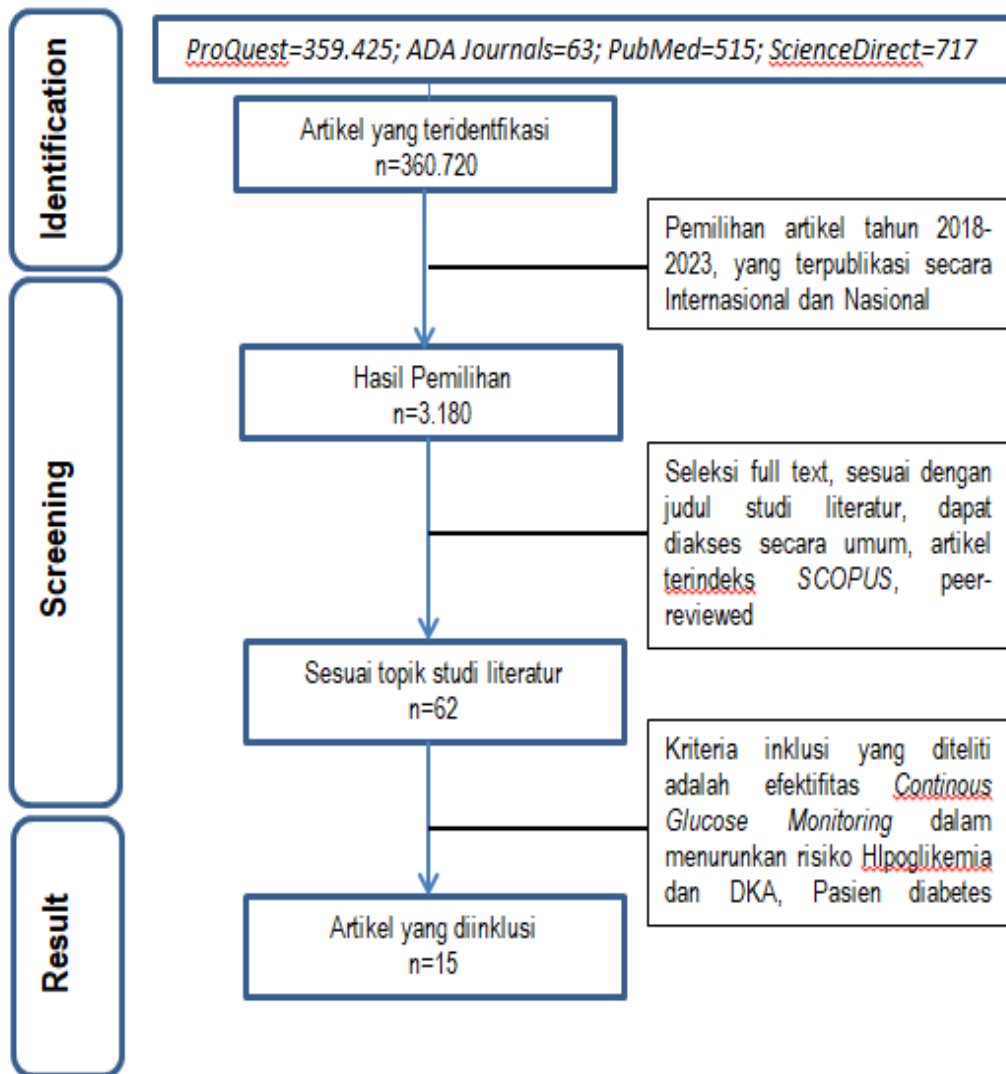 Identification
ProQuest=359.425; ADA Journals=63; PubMed=515; ScienceDirect=717
Artikel yang teridentfikasi
n=360.720
Pemilihan artikel tahun 2018-
2023, yang terpublikasi secara
Internasional dan Nasional
Screening
Hasil Pemilihan
n=3.180
Seleksi full text, sesuai dengan
judul studi literatur, dapat
diakses secara umum, artikel
terindeks SCOPUS, peer-
reviewed
Sesuai topik studi literatur
n=62
Kriteria inklusi yang diteliti
adalah efektifitas Continous
Glucose Monitoring dalam
menurunkan risiko HIpoglikemia
dan DKA, Pasien diabetes
Result
Artikel yang diinklusi
n=15